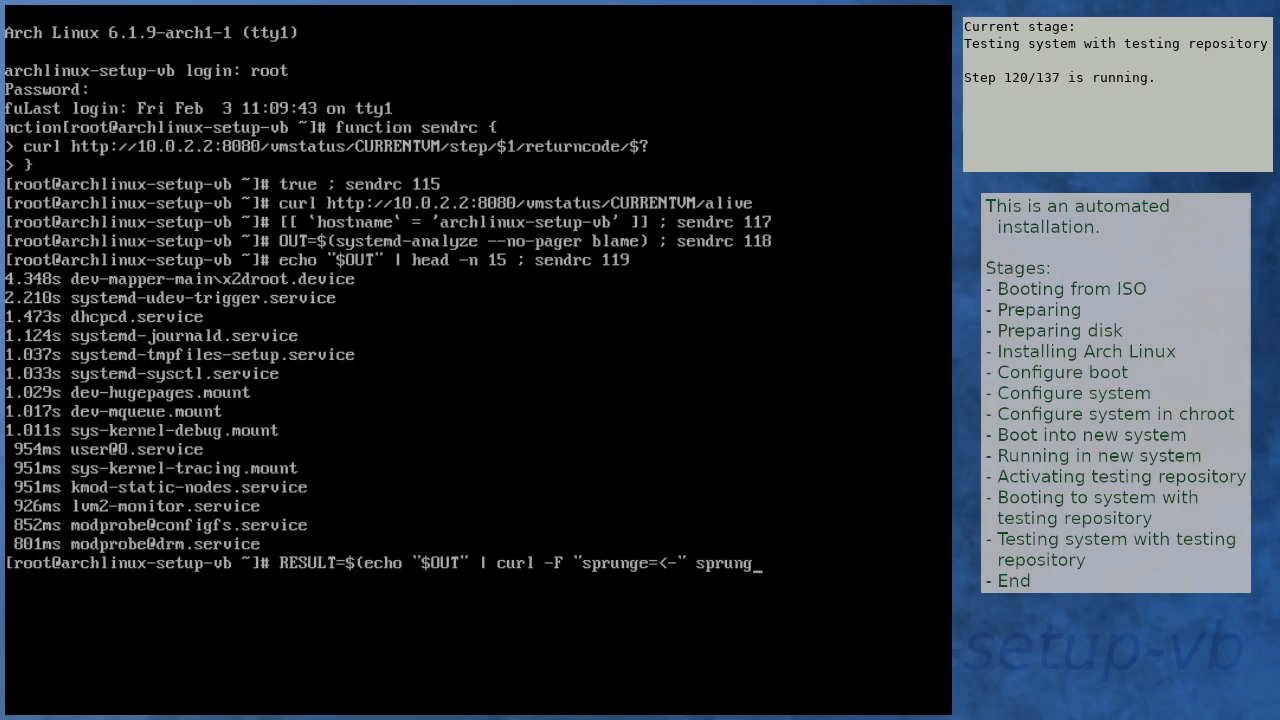 Arch Linux 6.1.9-arch1-1 (tty1)
archlinux-setup-vb login: root
Password:
fuLast login: Fri Feb  3 11:09:43 on tty1
nction[root@archlinux-setup-vb ~]# function sendrc {
> curl http://10.0.2.2:8080/vmstatus/CURRENTVM/step/$1/returncode/$?
> }
[root@archlinux-setup-vb ~]# true ; sendrc 115
[root@archlinux-setup-vb ~]# curl http://10.0.2.2:8080/vmstatus/CURRENTVM/alive
[root@archlinux-setup-vb ~]# [[ `hostname` = 'archlinux-setup-vb' ]] ; sendrc 117
[root@archlinux-setup-vb ~]# OUT=$(systemd-analyze --no-pager blame) ; sendrc 118
[root@archlinux-setup-vb ~]# echo "$OUT" | head -n 15 ; sendrc 119
4.348s dev-mapper-main\x2droot.device
2.210s systemd-udev-trigger.service
1.473s dhcpcd.service
1.124s systemd-journald.service
1.037s systemd-tmpfiles-setup.service
1.033s systemd-sysctl.service
1.029s dev-hugepages.mount
1.017s dev-mqueue.mount
1.011s sys-kernel-debug.mount
 954ms user@0.service
 951ms sys-kernel-tracing.mount
 951ms kmod-static-nodes.service
 926ms lvm2-monitor.service
 852ms modprobe@configfs.service
 801ms modprobe@drm.service
[root@archlinux-setup-vb ~]# RESULT=$(echo "$OUT" | curl -F "sprunge=<-" sprung_
Current stage:
Testing system with testing repository
Step 120/137 is running.
This is an automated
installation.
Stages:
- Booting from ISO
- Preparing
- Preparing disk
- Installing Arch Linux
- Configure boot
- Configure system
- Configure system in chroot
- Boot into new system
- Running in new system
- Activating testing repository
- Booting to system with
testing repository
- Testing system with testing
repository
- End
-setup-vb